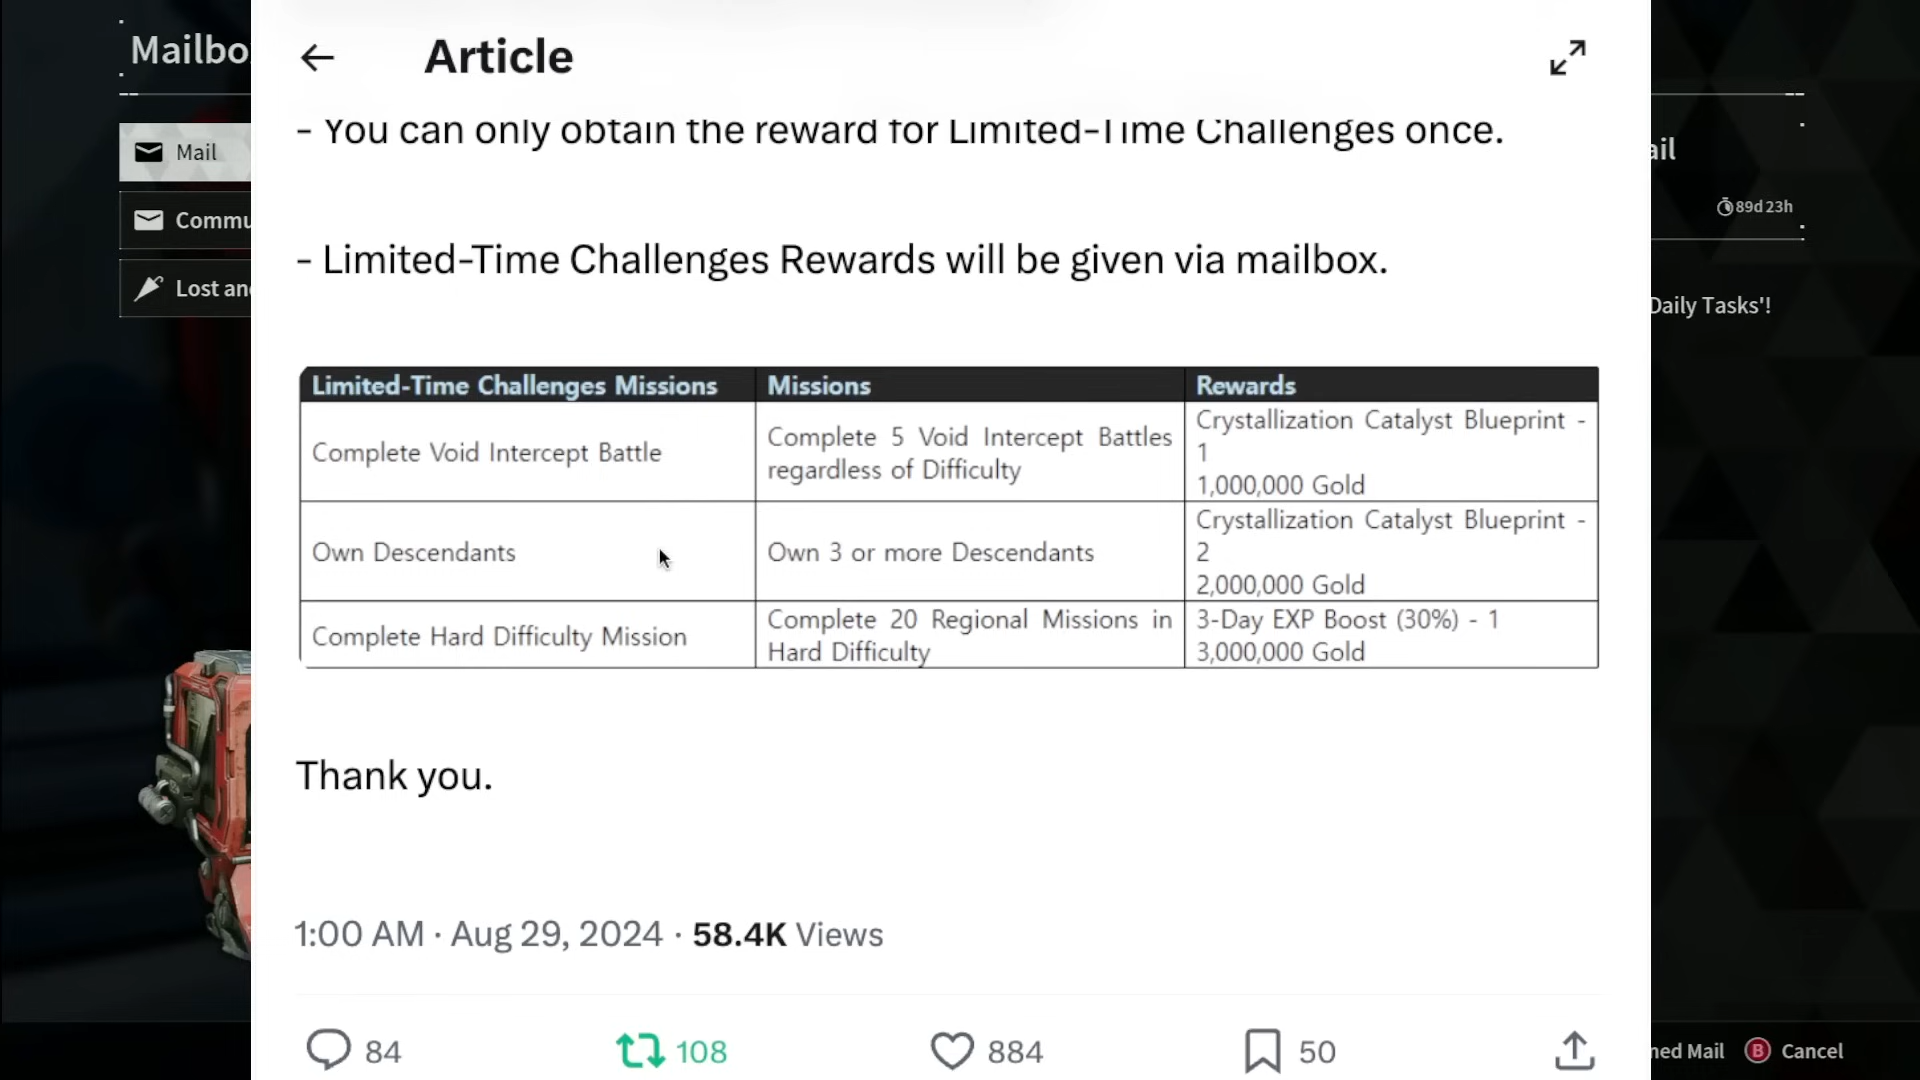 Mailbo
Article
- You can only obtain the reward for Limited-Time Challenges once.
Mail
ail
89d 23h
Commu
- Limited-Time Challenges Rewards will be given via mailbox.
Lost an
Daily Tasks'!
Limited-Time Challenges Missions Missions Rewards
Complete Void Intercept Battle
Complete 5 Void Intercept Battles
regardless of Difficulty
Crystallization Catalyst Blueprint -
1
1,000,000 Gold
Own Descendants
Own 3 or more Descendants
Crystallization Catalyst Blueprint -
2
2,000,000 Gold
Complete Hard Difficulty Mission
Complete 20 Regional Missions in
Hard Difficulty
3-Day EXP Boost (30%) - 1
3,000,000 Gold
Thank you.
1:00 AM · Aug 29, 2024 · 58.4K Views
84 108 884 50
ned Mail B Cancel